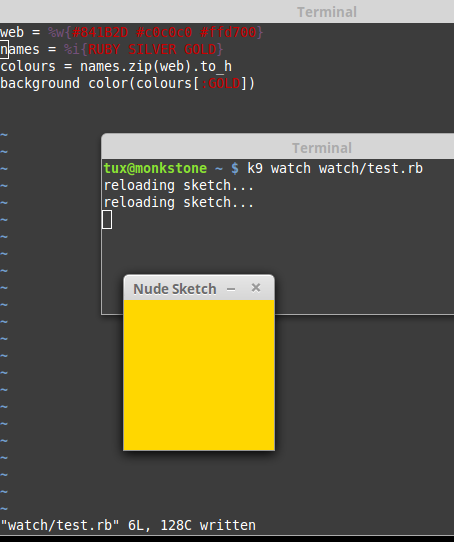 Terminal
web = %w{#841B2D #c0c0c0 #ffd700}
names = %i{RUBY SILVER GOLD}
colours = names.zip(web).to_h
background color(colours[:GOLD])
~
~
Terminal
~
tux@monkstone ~ $ k9 watch watch/test.rb
~
reloading sketch...
~
reloading sketch...
~
~
~
~
~
~
Nude Sketch
~
~
~
~
~
~
~
~
~
~
~
~
"watch/test.rb" 6L, 128C written